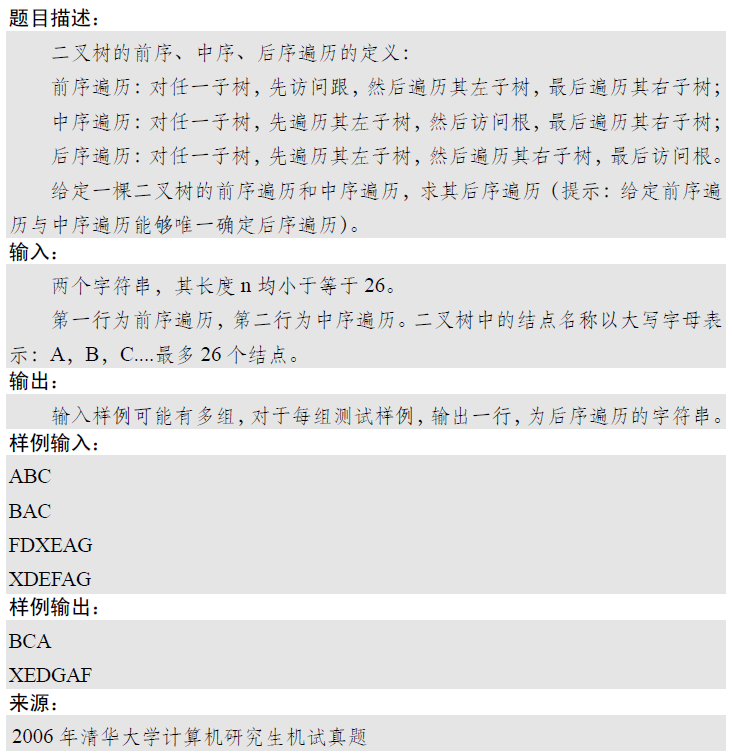 题目描述：
二叉树的前序、中序、后序遍历的定义：
前序遍历：对任一子树，先访问跟，然后遍历其左子树，最后遍历其右子树；
中序遍历：对任一子树，先遍历其左子树，然后访问根，最后遍历其右子树；
后序遍历：对任一子树，先遍历其左子树，然后遍历其右子树，最后访问根。
给定一棵二叉树的前序遍历和中序遍历，求其后序遍历（提示：给定前序遍
历与中序遍历能够唯一确定后序遍历）。
输入：
两个字符串，其长度 n 均小于等于 26。
第一行为前序遍历，第二行为中序遍历。二叉树中的结点名称以大写字母表
示：A，B，C....最多 26 个结点。
输出：
输入样例可能有多组，对于每组测试样例，输出一行，为后序遍历的字符串。
样例输入：
ABC
BAC
FDXEAG
XDEFAG
样例输出：
BCA
XEDGAF
来源：
2006 年清华大学计算机研究生机试真题